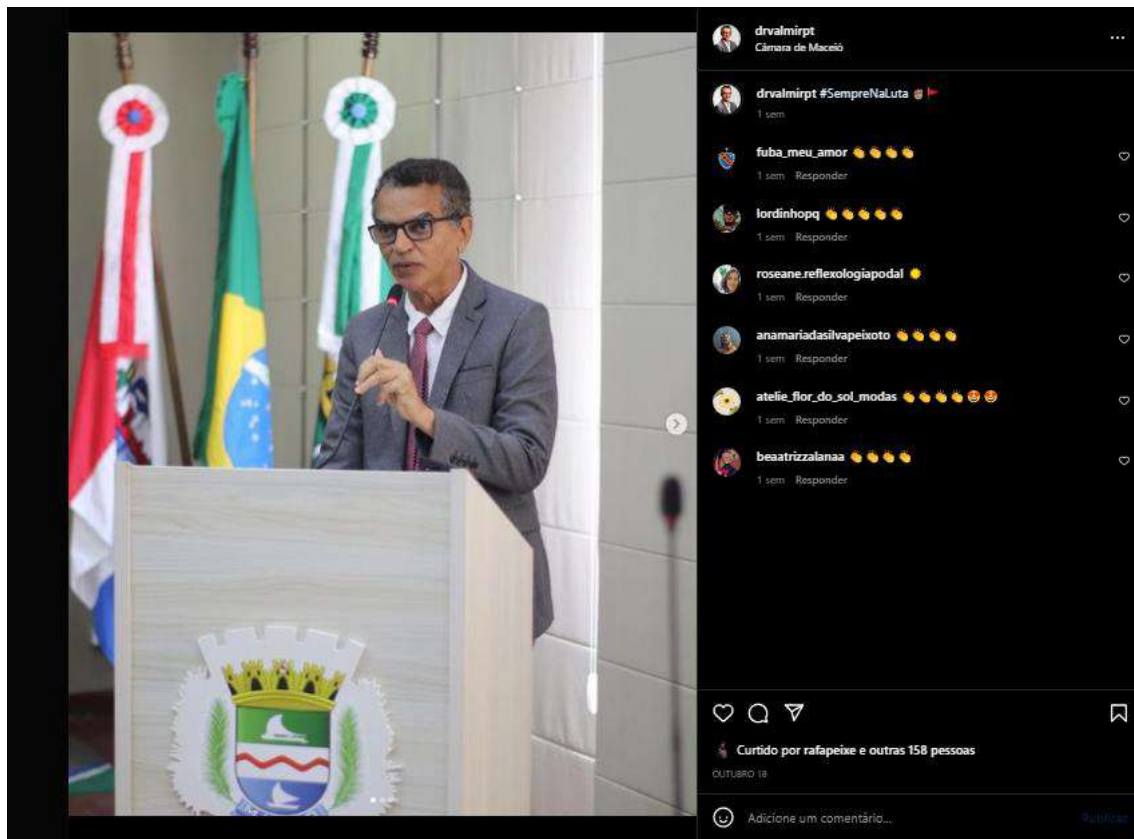 drvalmirpt
Câmara de Maceió
drvalmirpt #SempreNaLuta ✊🏽🚩
1 sem
fuba_meu_amor 👏👏👏👏
1 sem Responder
lordinhopq 👏👏👏👏👏
1 sem Responder
roseane.reflexologiapodal ☀️
1 sem Responder
anamariadasilvapeixoto 👏👏👏👏
1 sem Responder
atelie_flor_do_sol_modas 👏👏👏👏😍😍
1 sem Responder
beaatrizzalanaa 👏👏👏👏
1 sem Responder
Curtido por rafapeixe e outras 158 pessoas
OUTUBRO 18
Adicione um comentário...
Publicar